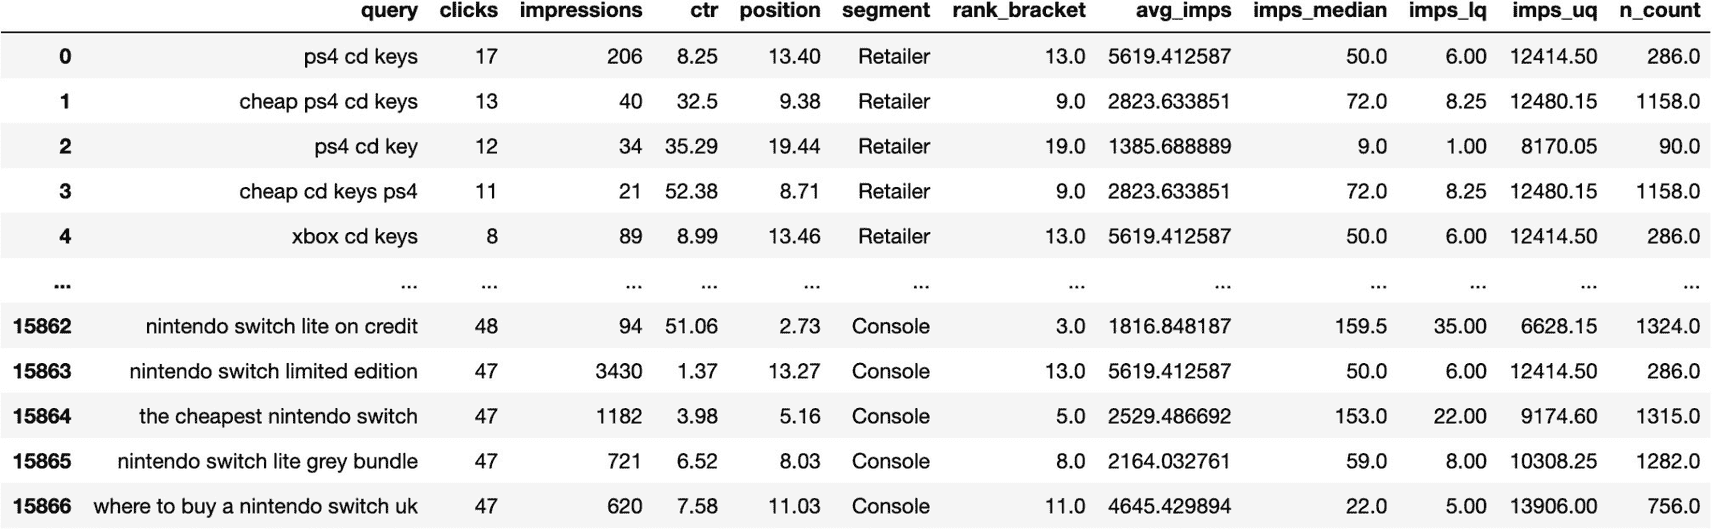 query clicks impressions ctr position segment rank_bracket avg_imps imps_median imps_lq imps_uq n_count
0 ps4 cd keys 17 206 8.25 13.40 Retailer 13.0 5619.412587 50.0 6.00 12414.50 286.0
1 cheap ps4 cd keys 13 40 32.5 9.38 Retailer 9.0 2823.633851 72.0 8.25 12480.15 1158.0
2 ps4 cd key 12 34 35.29 19.44 Retailer 19.0 1385.688889 9.0 1.00 8170.05 90.0
3 cheap cd keys ps4 11 21 52.38 8.71 Retailer 9.0 2823.633851 72.0 8.25 12480.15 1158.0
4 xbox cd keys 8 89 8.99 13.46 Retailer 13.0 5619.412587 50.0 6.00 12414.50 286.0
... ... ... ... ... ... ... ... ... ... ... ... ...
15862 nintendo switch lite on credit 48 94 51.06 2.73 Console 3.0 1816.848187 159.5 35.00 6628.15 1324.0
15863 nintendo switch limited edition 47 3430 1.37 13.27 Console 13.0 5619.412587 50.0 6.00 12414.50 286.0
15864 the cheapest nintendo switch 47 1182 3.98 5.16 Console 5.0 2529.486692 153.0 22.00 9174.60 1315.0
15865 nintendo switch lite grey bundle 47 721 6.52 8.03 Console 8.0 2164.032761 59.0 8.00 10308.25 1282.0
15866 where to buy a nintendo switch uk 47 620 7.58 11.03 Console 11.0 4645.429894 22.0 5.00 13906.00 756.0